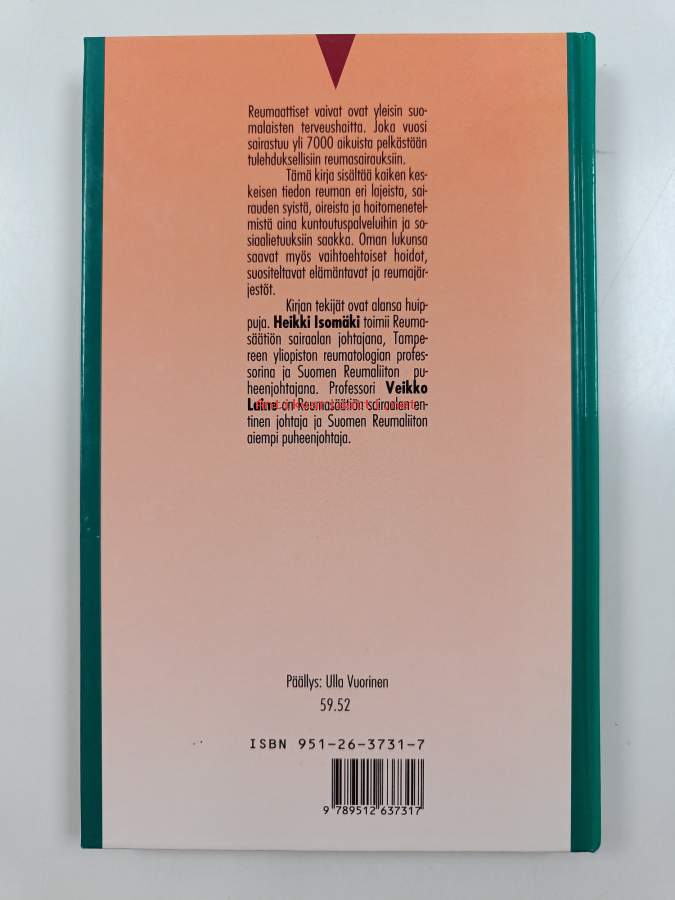 Reumaattiset vaivat ovat yleisin suo-
malaisten terveushaitta. Joka vuosi
sairastuu yli 7000 aikuista pelkästään
tulehduksellisiin reumasairauksiin.
Tämä kirja sisältää kaiken kes-
keisen tiedon reuman eri lajeista, sai-
rauden syistä, oireista ja hoitomenetel-
mistä aina kuntoutuspalveluihin ja so-
siaalietuuksiin saakka. Oman lukunsa
saavat myös vaihtoehtoiset hoidot,
suositeltavat elämäntavat ja reumajär-
jestöt.
Kirjan tekijät ovat alansa huip-
puja. Heikki Isomäki toimii Reuma-
säätiön sairaalan johtajana, Tampe-
reen yliopiston reumatologian profes-
sorina ja Suomen Reumaliiton pu-
heenjohtajana. Professori Veikko
Laine on Reumasäätiön sairaalan en-
tinen johtaja ja Suomen Reumaliiton
aiempi puheenjohtaja.
Päällys: Ulla Vuorinen
59.52
ISBN 951-26-3731-7
9 789512 637317